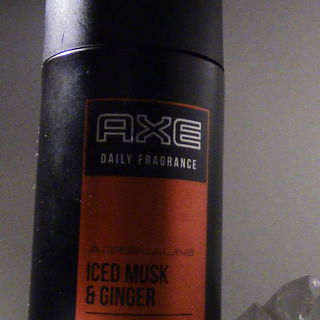 AXE
DAILY FRAGRANCE
ADRENALINE
ICED MUSK
& GINGER